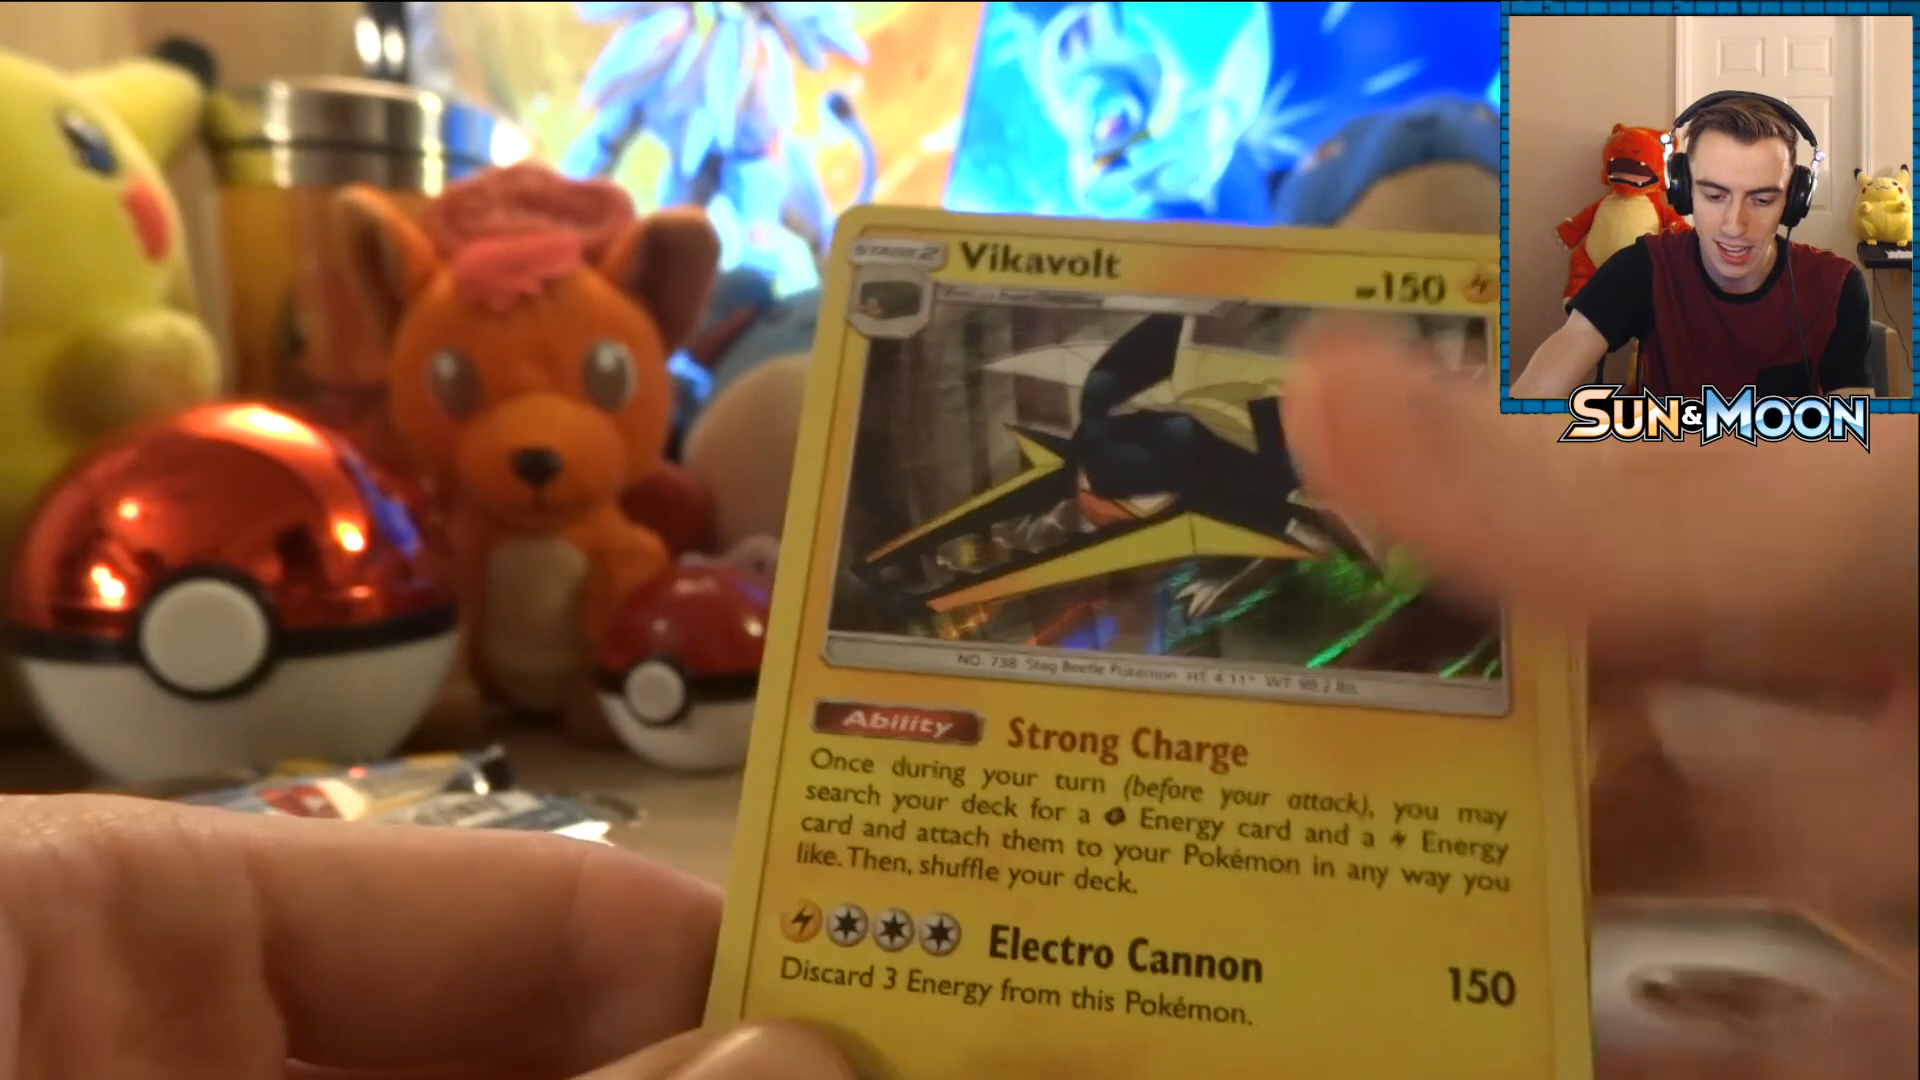 STAGE 2
Vikavolt
HP 150
NO. 738 Stag Beetle Pokémon HT 4'11" WT 99.2 lbs
Ability Strong Charge
Once during your turn (before your attack), you may
search your deck for a Energy card and a Energy
card and attach them to your Pokémon in any way you
like. Then, shuffle your deck.
Electro Cannon 150
Discard 3 Energy from this Pokémon.
SUN & MOON